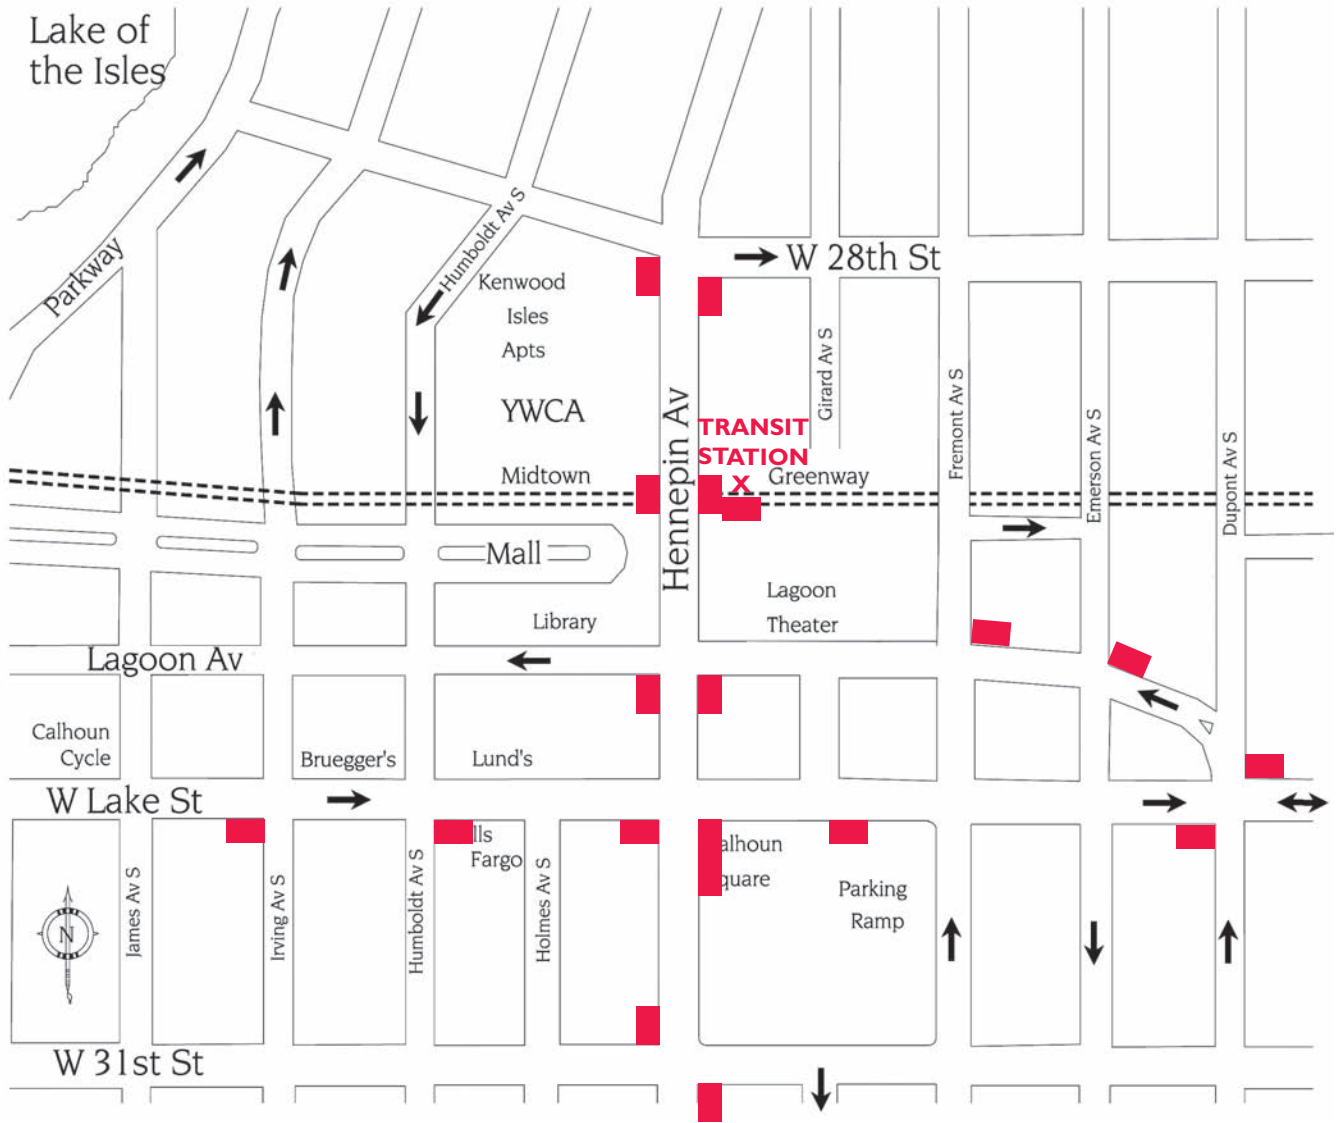 Lake of
the Isles
Humboldt Av S
Parkway
W 28th St
Kenwood
Isles
Apts
YWCA
Midtown
Hennepin Av
TRANSIT
STATION
X
Greenway
Girard Av S
Fremont Av S
Emerson Av S
Dupont Av S
Mall
Lagoon
Theater
Library
Lagoon Av
Calhoun
Cycle
Bruegger's
Lund's
W Lake St
lls
Fargo
alhoun
quare
Parking
Ramp
James Av S
Irving Av S
Humboldt Av S
Holmes Av S
N
W 31st St